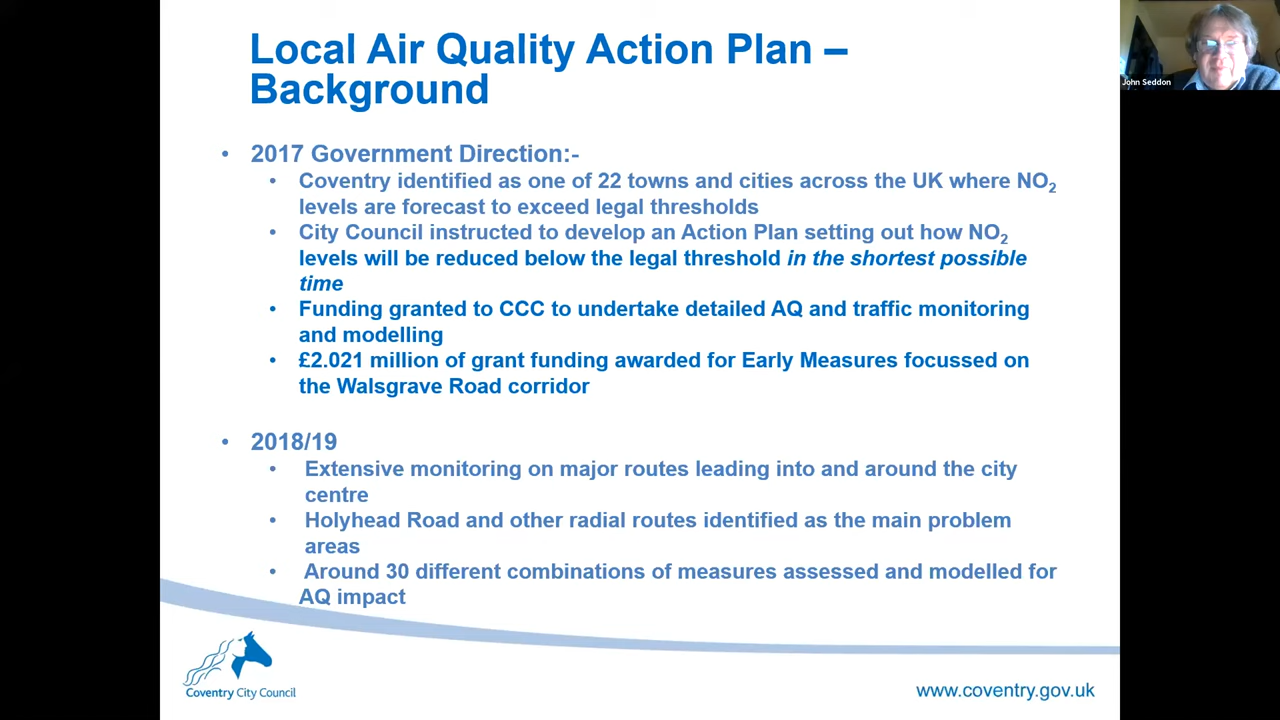 Local Air Quality Action Plan –
Background
John Seddon
• 2017 Government Direction:-
• Coventry identified as one of 22 towns and cities across the UK where NO₂
levels are forecast to exceed legal thresholds
• City Council instructed to develop an Action Plan setting out how NO₂
levels will be reduced below the legal threshold in the shortest possible
time
• Funding granted to CCC to undertake detailed AQ and traffic monitoring
and modelling
• £2.021 million of grant funding awarded for Early Measures focussed on
the Walsgrave Road corridor
• 2018/19
• Extensive monitoring on major routes leading into and around the city
centre
• Holyhead Road and other radial routes identified as the main problem
areas
• Around 30 different combinations of measures assessed and modelled for
AQ impact
Coventry City Council
www.coventry.gov.uk